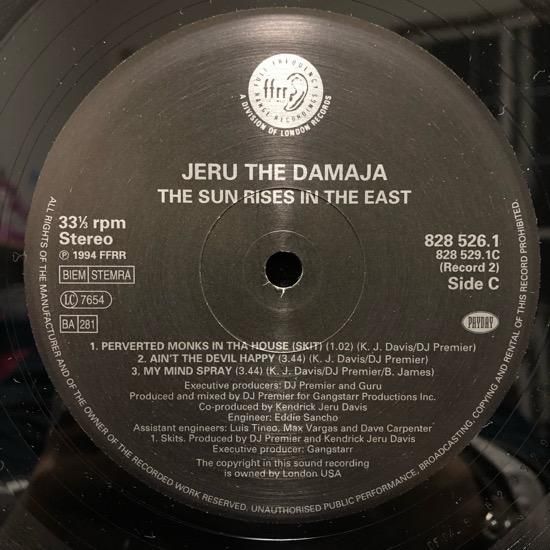 FULL FREQUENCY
ffrr
RANGE RECORDINGS
A DIVISION OF LONDON RECORDS
JERU THE DAMAJA
THE SUN RISES IN THE EAST
33⅓ rpm
Stereo
℗ 1994 FFRR
BIEM STEMRA
LC 7654
BA 281
828 526.1
828 529.1C
(Record 2)
Side C
PAYDAY
1. PERVERTED MONKS IN THA HOUSE (SKIT) (1.02) (K. J. Davis/DJ Premier)
2. AIN'T THE DEVIL HAPPY (3.44) (K. J. Davis/DJ Premier)
3. MY MIND SPRAY (3.44) (K. J. Davis/DJ Premier/B. James)
Executive producers: DJ Premier and Guru
Produced and mixed by DJ Premier for Gangstarr Productions Inc.
Co-produced by Kendrick Jeru Davis
Engineer: Eddie Sancho
Assistant engineers: Luis Tineo, Max Vargas and Dave Carpenter
1. Skits. Produced by DJ Premier and Kendrick Jeru Davis
Executive producer: Gangstarr
The copyright in this sound recording
is owned by London USA
ALL RIGHTS OF THE MANUFACTURER AND OF THE OWNER OF THE RECORDED WORK RESERVED. UNAUTHORISED PUBLIC PERFORMANCE, BROADCASTING, COPYING AND RENTAL OF THIS RECORD PROHIBITED.